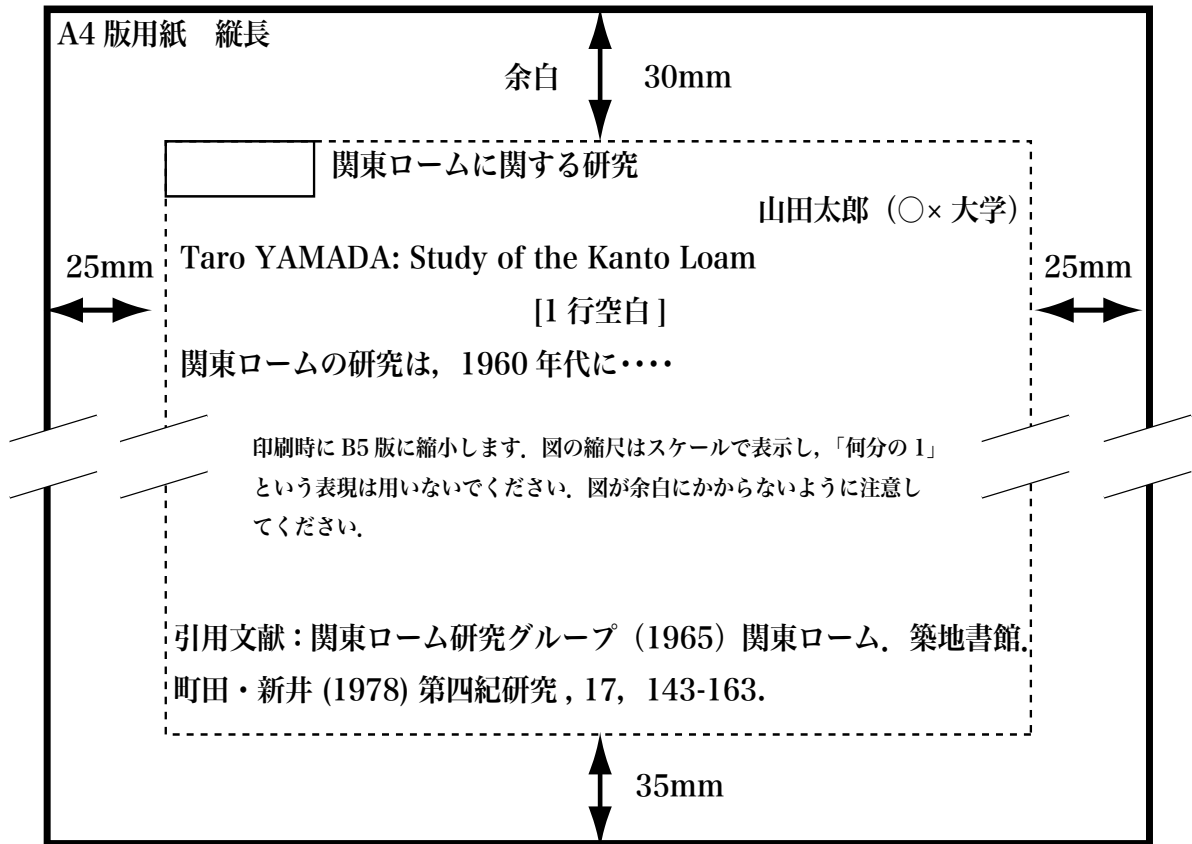 A4 版用紙　縦長
余白　30mm
関東ロームに関する研究
山田太郎（○× 大学）
25mm
Taro YAMADA: Study of the Kanto Loam
25mm
[1 行空白 ]
関東ロームの研究は，1960 年代に・・・・
印刷時に B5 版に縮小します．図の縮尺はスケールで表示し，「何分の 1」
という表現は用いないでください．図が余白にかからないように注意し
てください．
引用文献：関東ローム研究グループ（1965）関東ローム．築地書館．
町田・新井 (1978) 第四紀研究 , 17，143-163.
35mm